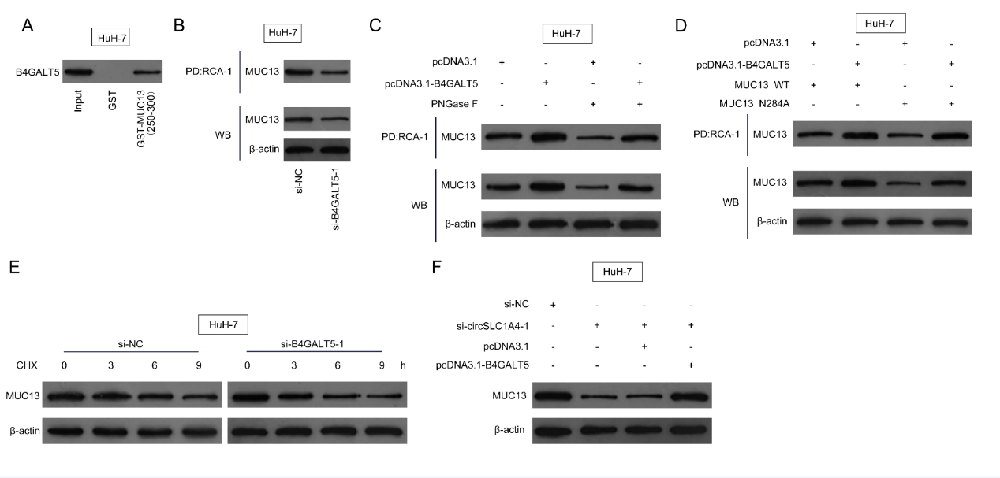 A
HuH-7
B4GALT5
Input
GST
GST-MUC13
(250-300)
B
HuH-7
PD:RCA-1
MUC13
WB
MUC13
β-actin
si-NC
si-B4GALT5-1
C
HuH-7
pcDNA3.1 + - + -
pcDNA3.1-B4GALT5 - + - +
PNGase F - - + +
PD:RCA-1
MUC13
WB
MUC13
β-actin
D
HuH-7
pcDNA3.1 + - + -
pcDNA3.1-B4GALT5 - + - +
MUC13 WT + + - -
MUC13 N284A - - + +
PD:RCA-1
MUC13
WB
MUC13
β-actin
E
HuH-7
si-NC si-B4GALT5-1
CHX 0 3 6 9 0 3 6 9 h
MUC13
β-actin
F
HuH-7
si-NC + - - -
si-circSLC1A4-1 - + + +
pcDNA3.1 - - + -
pcDNA3.1-B4GALT5 - - - +
MUC13
β-actin